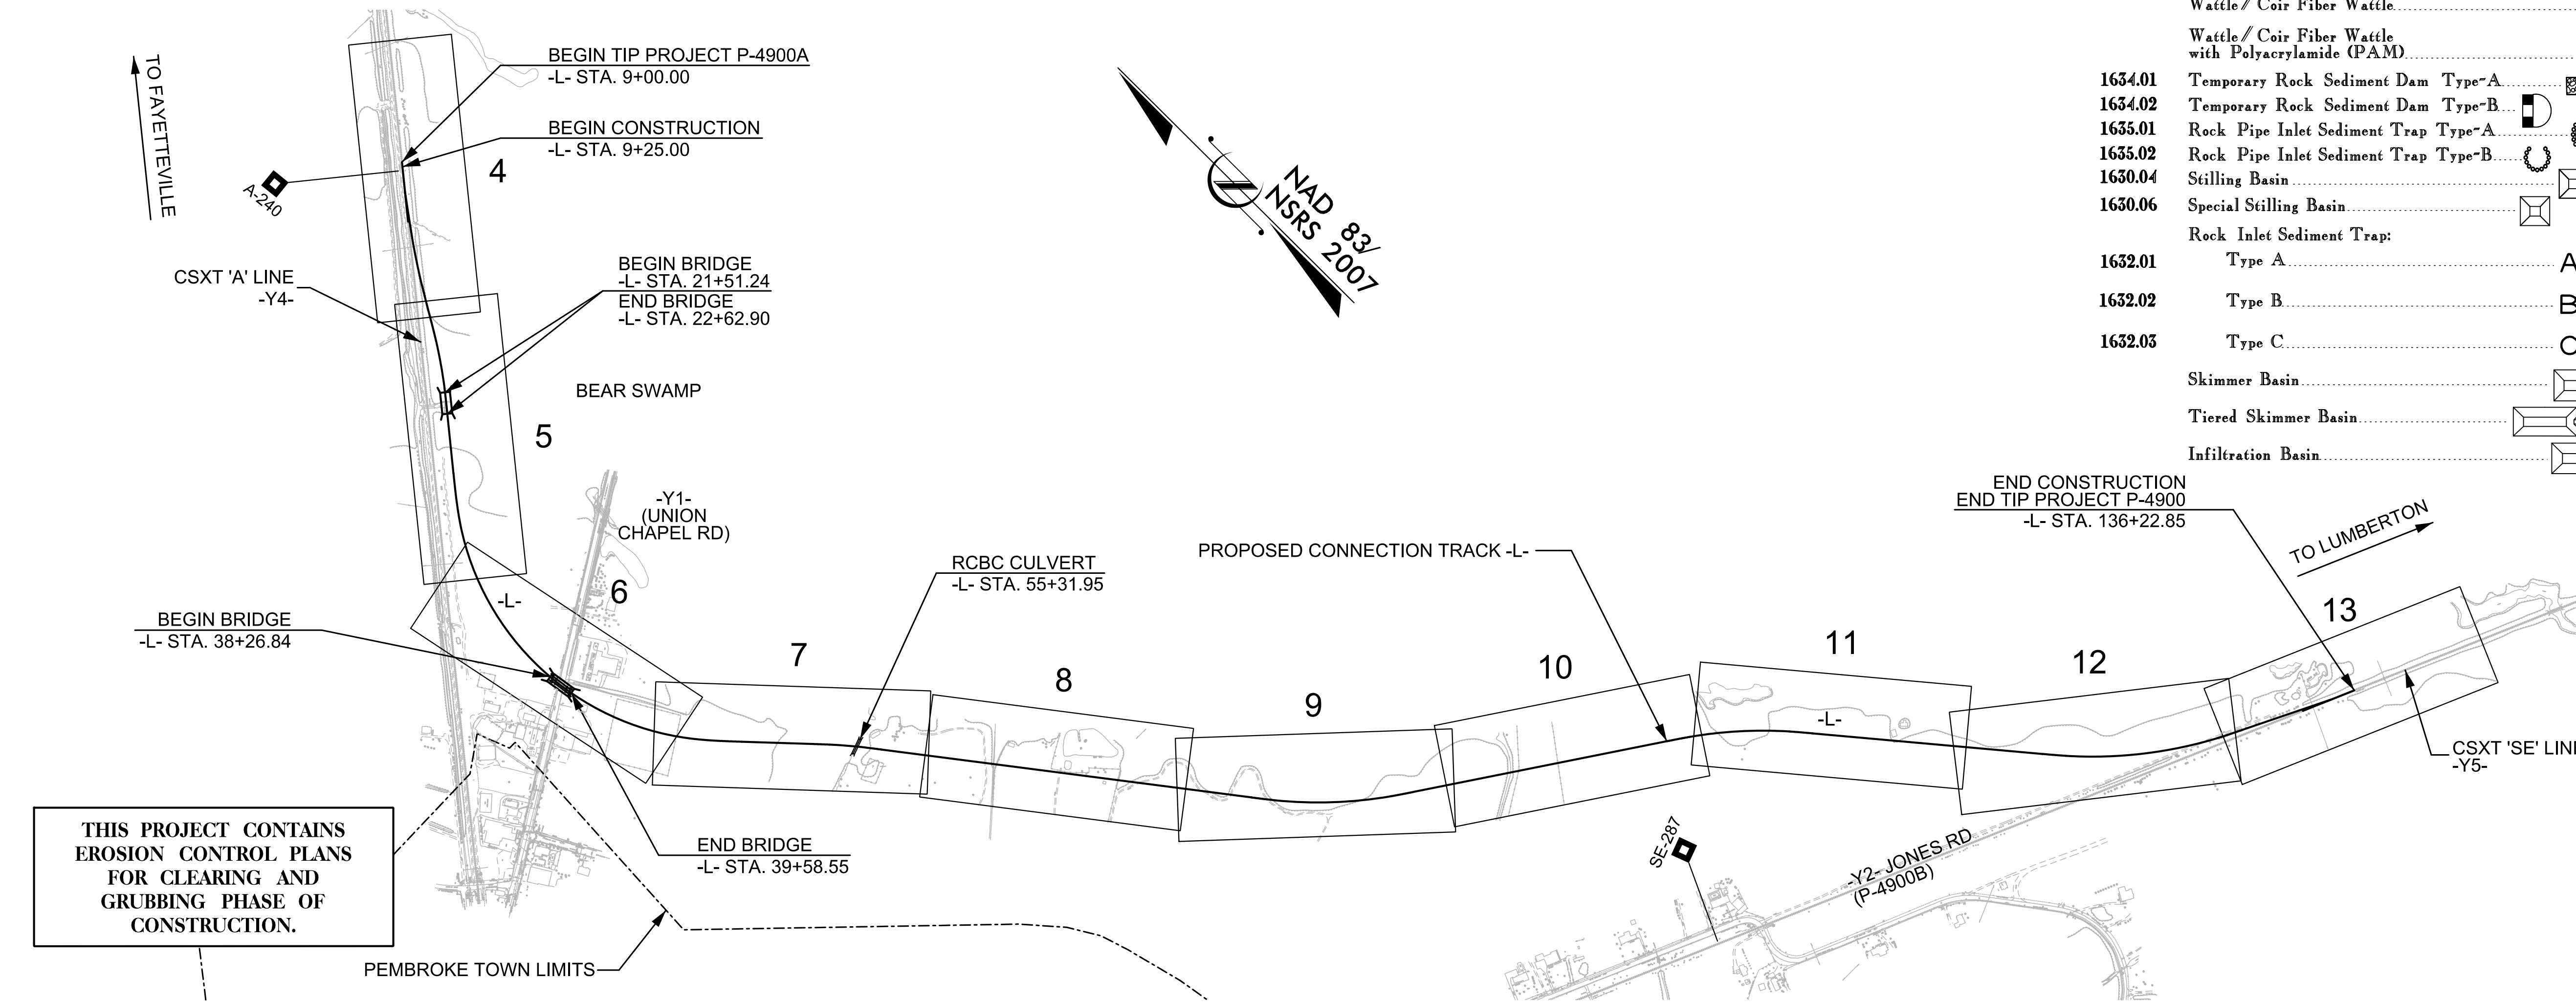 TO FAYETTEVILLE
BEGIN TIP PROJECT P-4900A
-L- STA. 9+00.00
BEGIN CONSTRUCTION
-L- STA. 9+25.00
4
A-240
CSXT 'A' LINE
-Y4-
BEGIN BRIDGE
-L- STA. 21+51.24
END BRIDGE
-L- STA. 22+62.90
BEAR SWAMP
5
-Y1-
(UNION
CHAPEL RD)
6
-L-
BEGIN BRIDGE
-L- STA. 38+26.84
RCBC CULVERT
-L- STA. 55+31.95
7
8
9
10
11
12
13
PROPOSED CONNECTION TRACK -L-
-L-
NAD 83/
NSRS 2007
Wattle/ Coir Fiber Wattle
Wattle/ Coir Fiber Wattle
with Polyacrylamide (PAM)
1634.01 Temporary Rock Sediment Dam Type-A
1634.02 Temporary Rock Sediment Dam Type-B
1635.01 Rock Pipe Inlet Sediment Trap Type-A
1635.02 Rock Pipe Inlet Sediment Trap Type-B
1630.04 Stilling Basin
1630.06 Special Stilling Basin
Rock Inlet Sediment Trap:
1632.01 Type A A
1632.02 Type B B
1632.03 Type C C
Skimmer Basin
Tiered Skimmer Basin
Infiltration Basin
END CONSTRUCTION
END TIP PROJECT P-4900
-L- STA. 136+22.85
TO LUMBERTON
CSXT 'SE' LIN
-Y5-
SE-287
-Y2- JONES RD
(P-4900B)
END BRIDGE
-L- STA. 39+58.55
THIS PROJECT CONTAINS
EROSION CONTROL PLANS
FOR CLEARING AND
GRUBBING PHASE OF
CONSTRUCTION.
PEMBROKE TOWN LIMITS